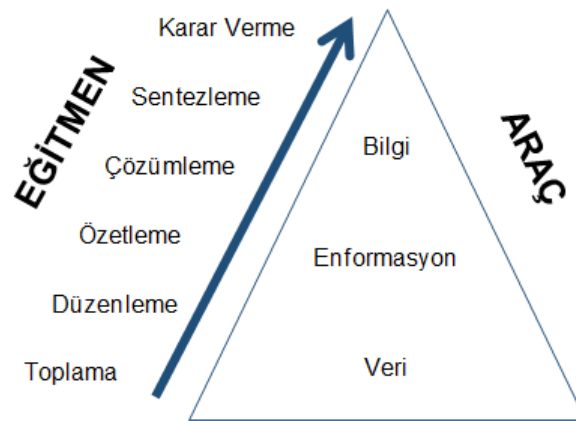 Karar Verme
Sentezleme
Çözümleme
Özetleme
Düzenleme
Toplama
EĞİTMEN
Bilgi
Enformasyon
Veri
ARAÇ